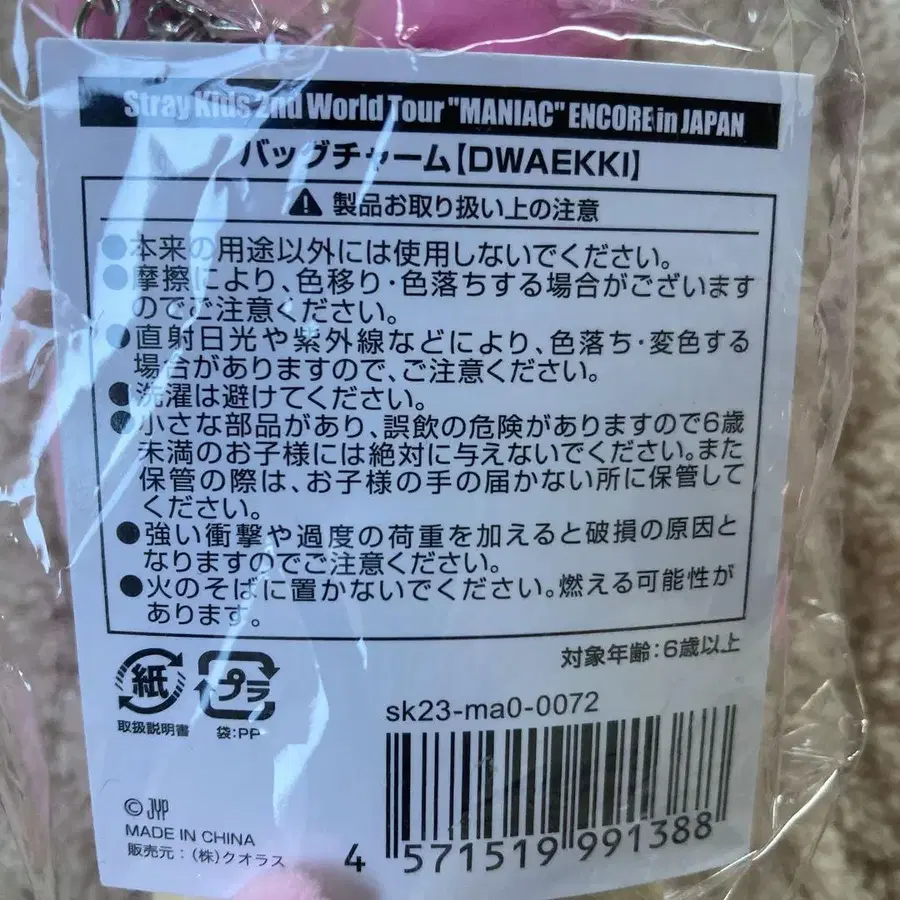 Stray Kids 2nd World Tour "MANIAC" ENCORE in JAPAN
バッグチャーム【DWAEKKI】
⚠ 製品お取り扱い上の注意
●本来の用途以外には使用しないでください。
●摩擦により、色移り・色落ちする場合がございます
のでご注意ください。
●直射日光や紫外線などにより、色落ち・変色する
場合がありますので、ご注意ください。
●洗濯は避けてください。
●小さな部品があり、誤飲の危険がありますので6歳
未満のお子様には絶対に与えないでください。また
保管の際は、お子様の手の届かない所に保管して
ください。
●強い衝撃や過度の荷重を加えると破損の原因と
なりますのでご注意ください。
●火のそばに置かないでください。燃える可能性が
あります。
対象年齢:6歳以上
紙 プラ
取扱説明書 袋:PP
sk23-ma0-0072
© JYP
MADE IN CHINA
販売元:(株)クオラス
4 571519 991388